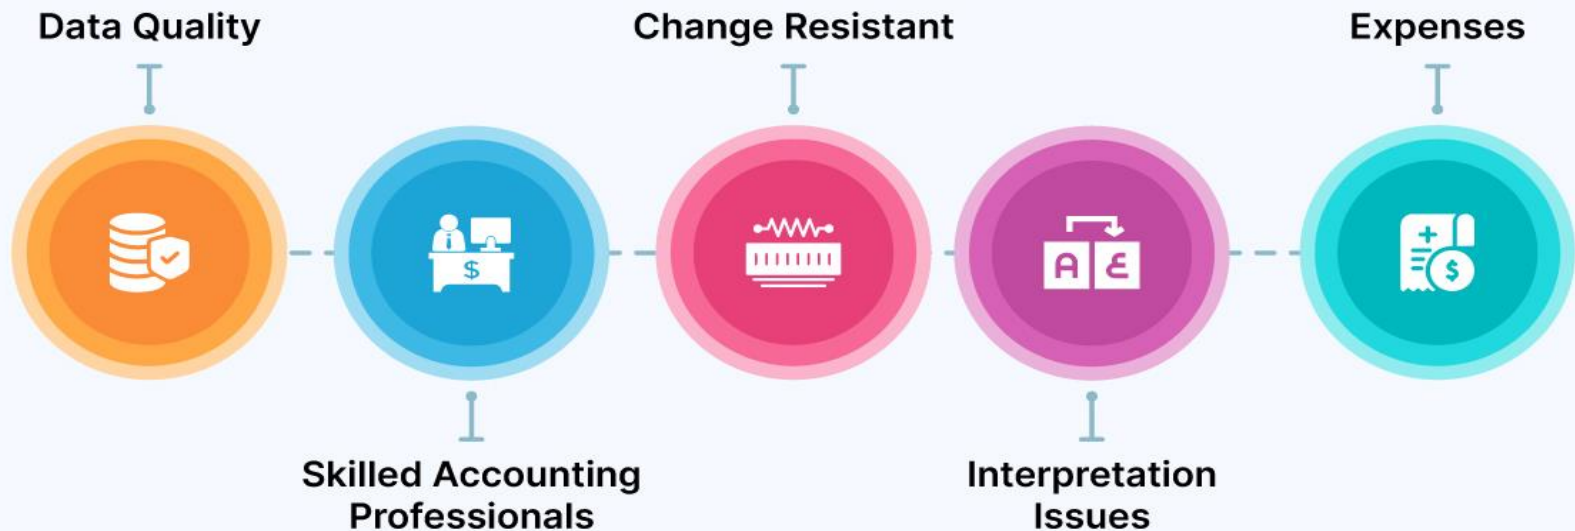 Data Quality
Change Resistant
Expenses
$
A
Ɛ
$
Skilled Accounting
Professionals
Interpretation
Issues